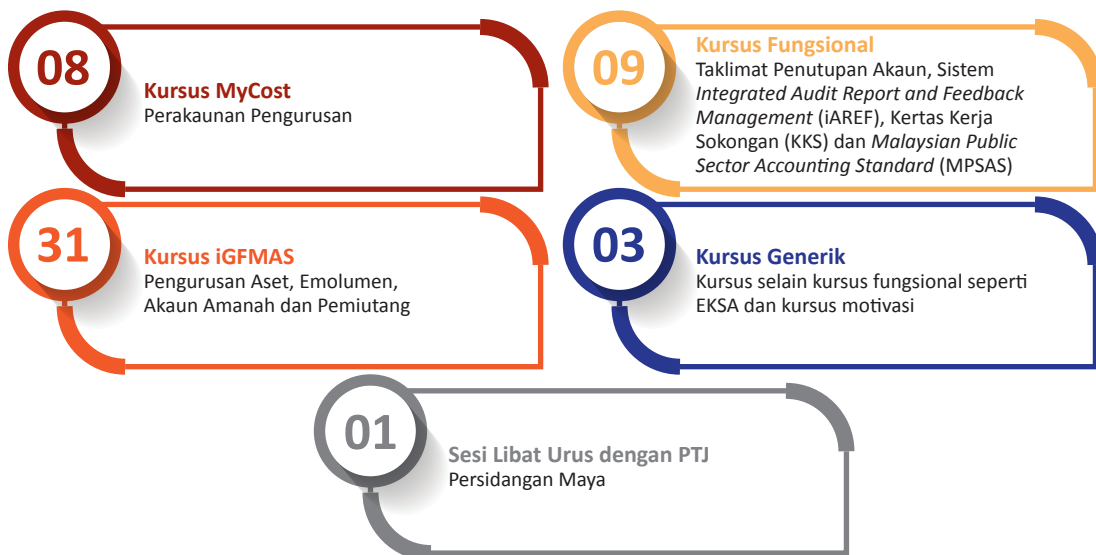 08
Kursus MyCost
Perakaunan Pengurusan
09
Kursus Fungsional
Taklimat Penutupan Akaun, Sistem
Integrated Audit Report and Feedback
Management (iAREF), Kertas Kerja
Sokongan (KKS) dan Malaysian Public
Sector Accounting Standard (MPSAS)
31
Kursus iGFMAS
Pengurusan Aset, Emolumen,
Akaun Amanah dan Pemiutang
03
Kursus Generik
Kursus selain kursus fungsional seperti
EKSA dan kursus motivasi
01
Sesi Libat Urus dengan PTJ
Persidangan Maya